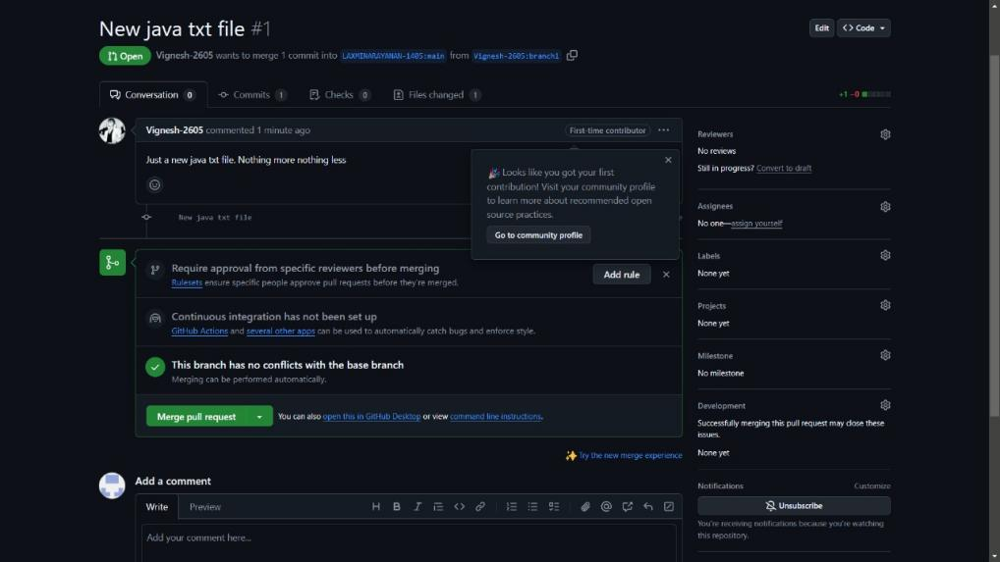 New java txt file #1
Edit
Code
Open
Vignesh-2605 wants to merge 1 commit into LAXMINARAYANAN-1405:main from Vignesh-2605:branch1
Conversation 0
Commits 1
Checks 0
Files changed 1
+1 −0
Vignesh-2605 commented 1 minute ago
First-time contributor
Just a new java txt file. Nothing more nothing less
Looks like you got your first
contribution! Visit your community profile
to learn more about recommended open
source practices.
Go to community profile
New java txt file
Require approval from specific reviewers before merging
Rulesets ensure specific people approve pull requests before they're merged.
Add rule
Continuous integration has not been set up
GitHub Actions and several other apps can be used to automatically catch bugs and enforce style.
This branch has no conflicts with the base branch
Merging can be performed automatically.
Merge pull request
You can also open this in GitHub Desktop or view command line instructions.
Try the new merge experience
Add a comment
Write
Preview
Add your comment here...
Reviewers
No reviews
Still in progress? Convert to draft
Assignees
No one—assign yourself
Labels
None yet
Projects
None yet
Milestone
No milestone
Development
Successfully merging this pull request may close these
issues.
None yet
Notifications
Customize
Unsubscribe
You're receiving notifications because you're watching
this repository.